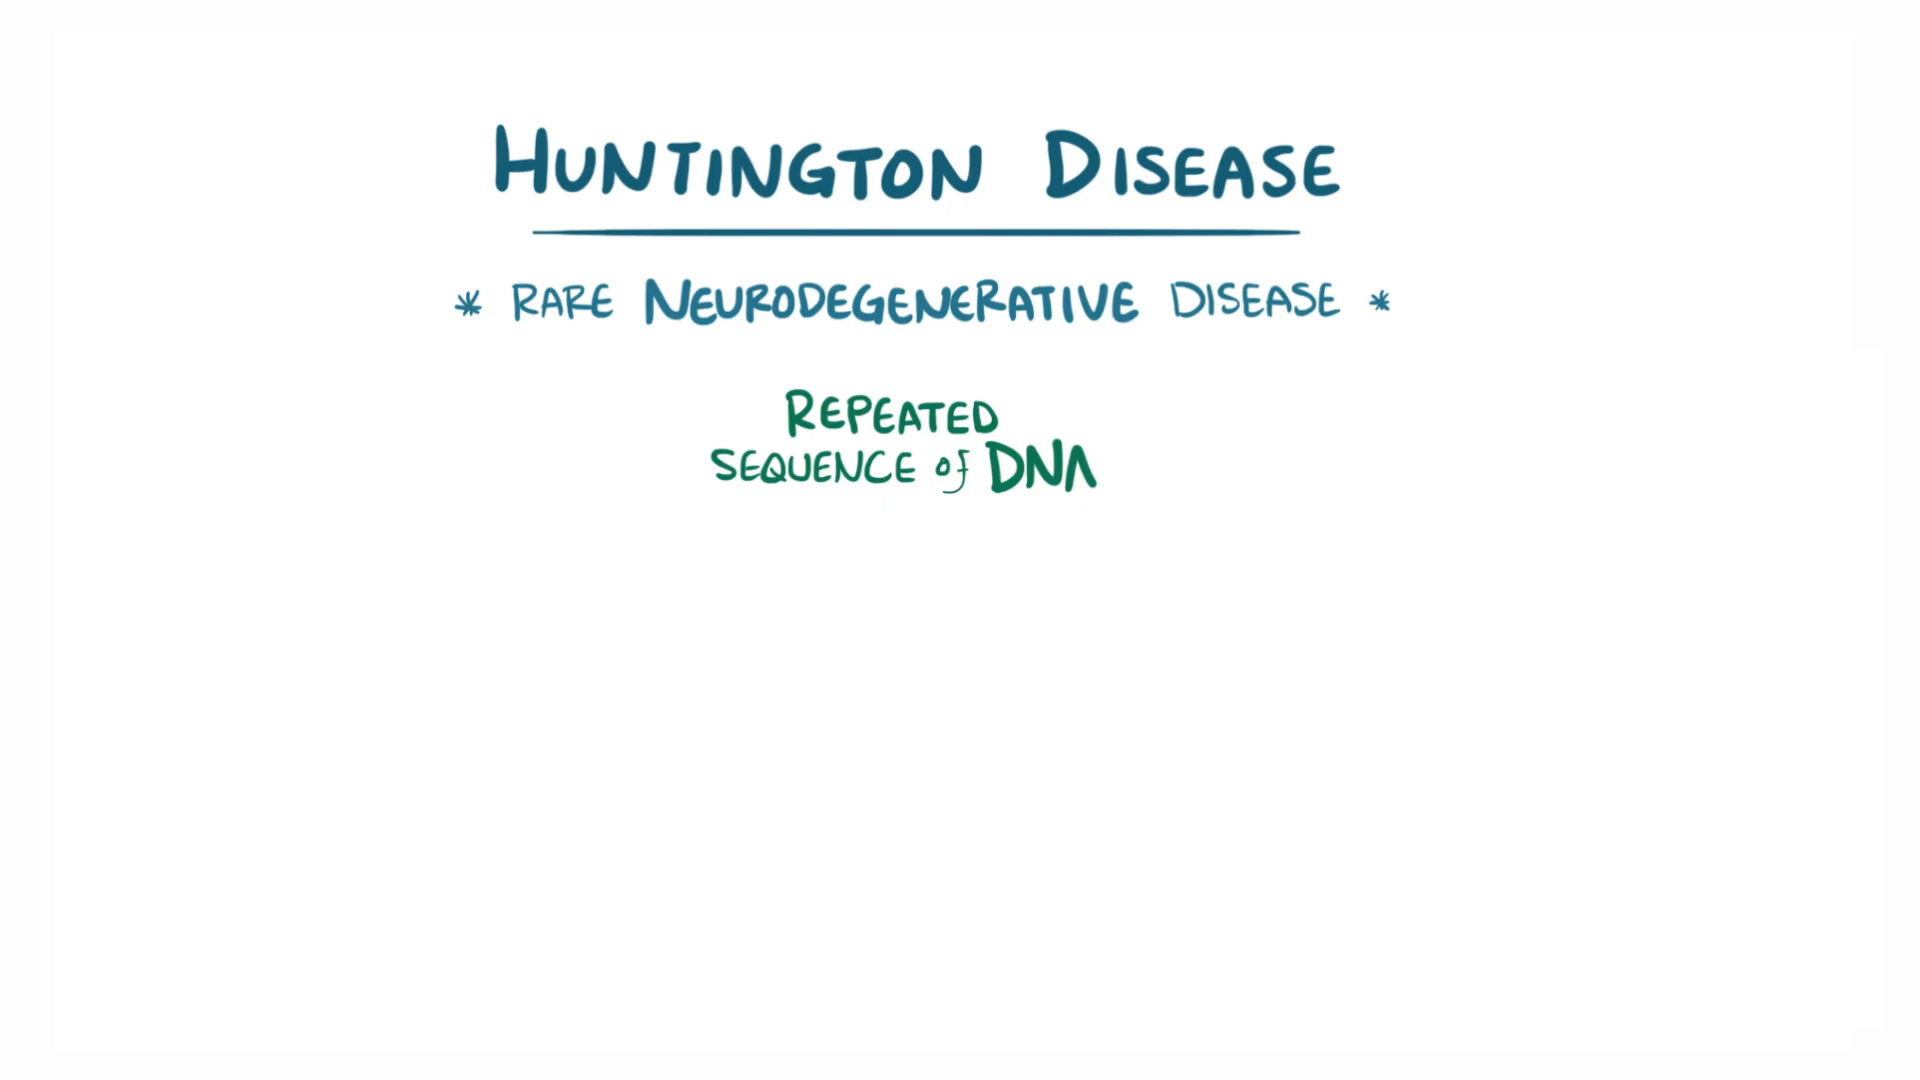 HUNTINGTON DISEASE
* RARE NEURODEGENERATIVE DISEASE *
REPEATED
SEQUENCE of DNA